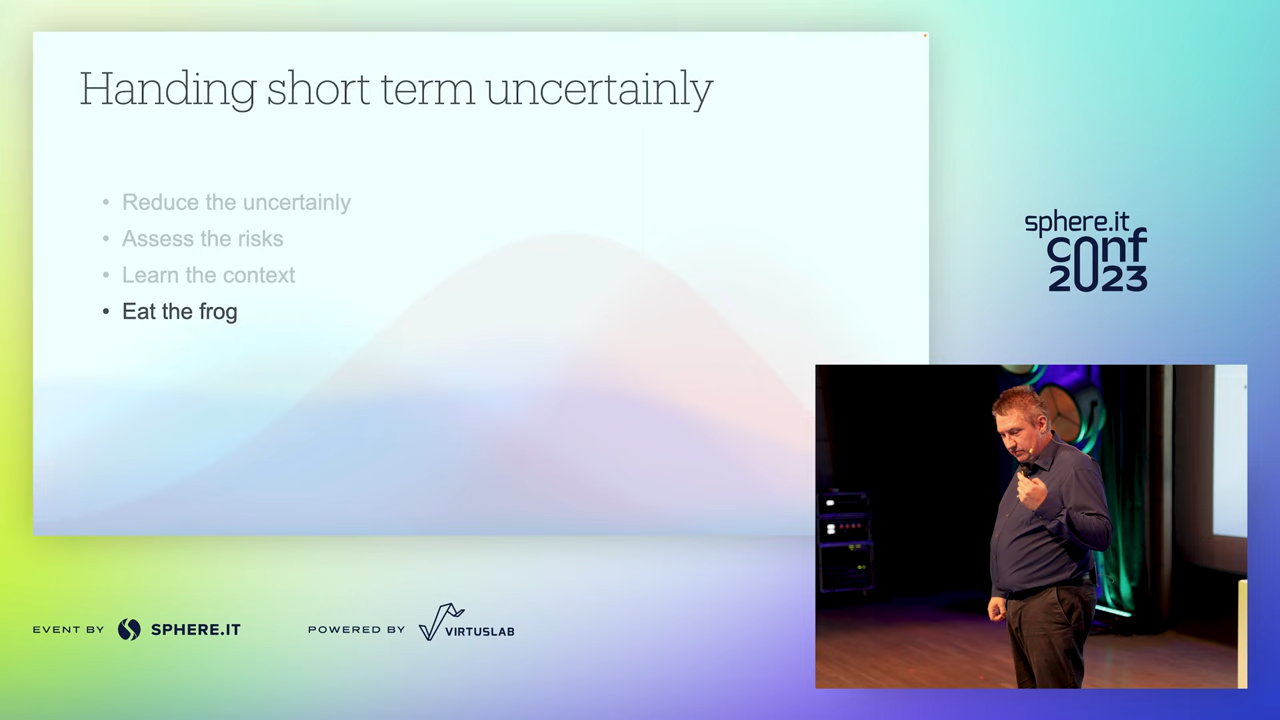 Handing short term uncertainly
• Reduce the uncertainly
• Assess the risks
• Learn the context
• Eat the frog
sphere.it
conf
2023
EVENT BY SPHERE.IT
POWERED BY VIRTUSLAB